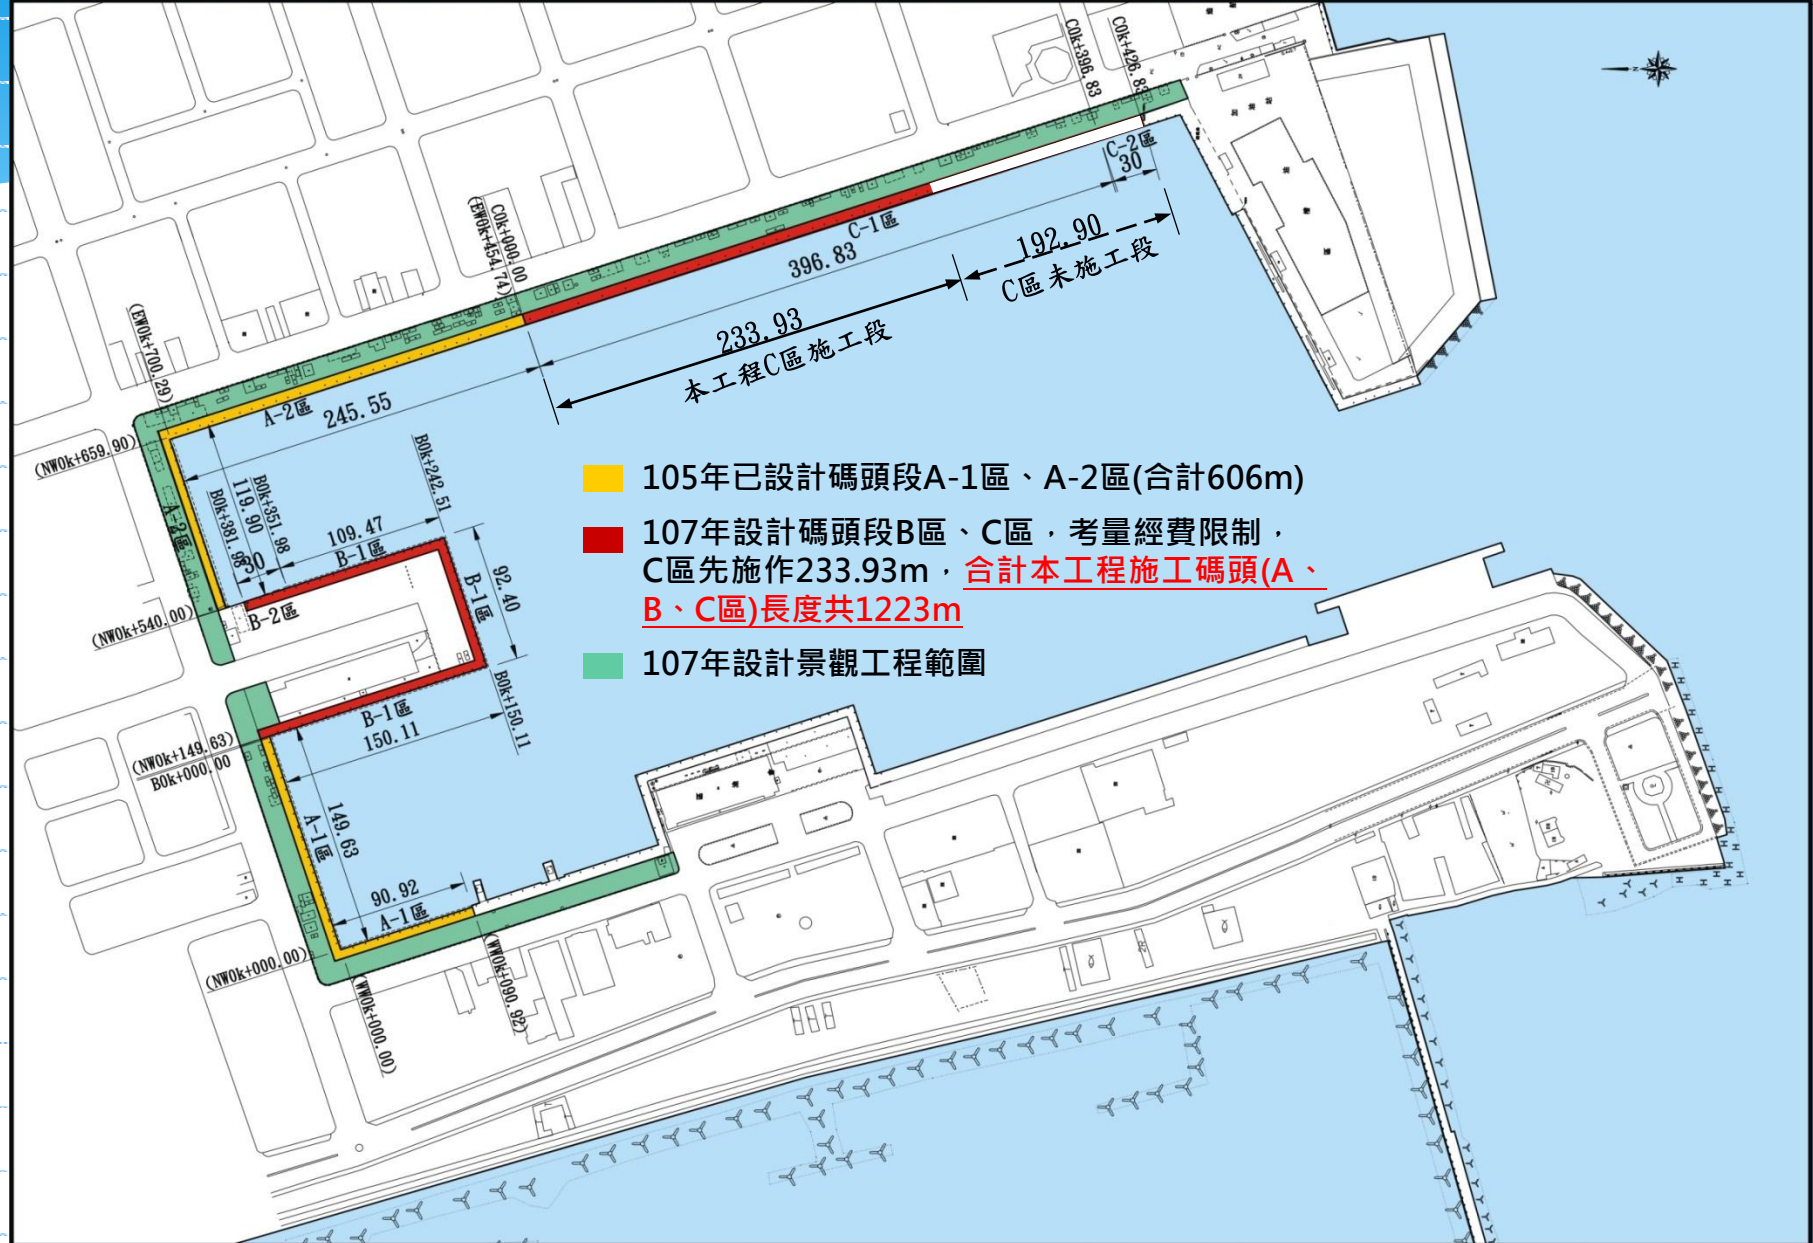 C0k+396.83
C0k+426.83
N
C-2區
30
C0k+000.00
(EW0k+454.74)
C-1區
396.83
192.90
C區未施工段
233.93
本工程C區施工段
(EW0k+700.29)
A-2區
245.55
(NW0k+659.90)
A-2區
B0k+351.98
119.90
B0k+381.98
30
109.47
B-1區
B0k+242.51
92.40
B-1區
B-2區
(NW0k+540.00)
B0k+150.11
B-1區
150.11
(NW0k+149.63)
B0k+000.00
149.63
A-1區
90.92
A-1區
(NW0k+000.00)
(WW0k+000.00)
(WW0k+090.92)
105年已設計碼頭段A-1區、A-2區(合計606m)
107年設計碼頭段B區、C區，考量經費限制，
C區先施作233.93m，合計本工程施工碼頭(A、
B、C區)長度共1223m
107年設計景觀工程範圍
2R